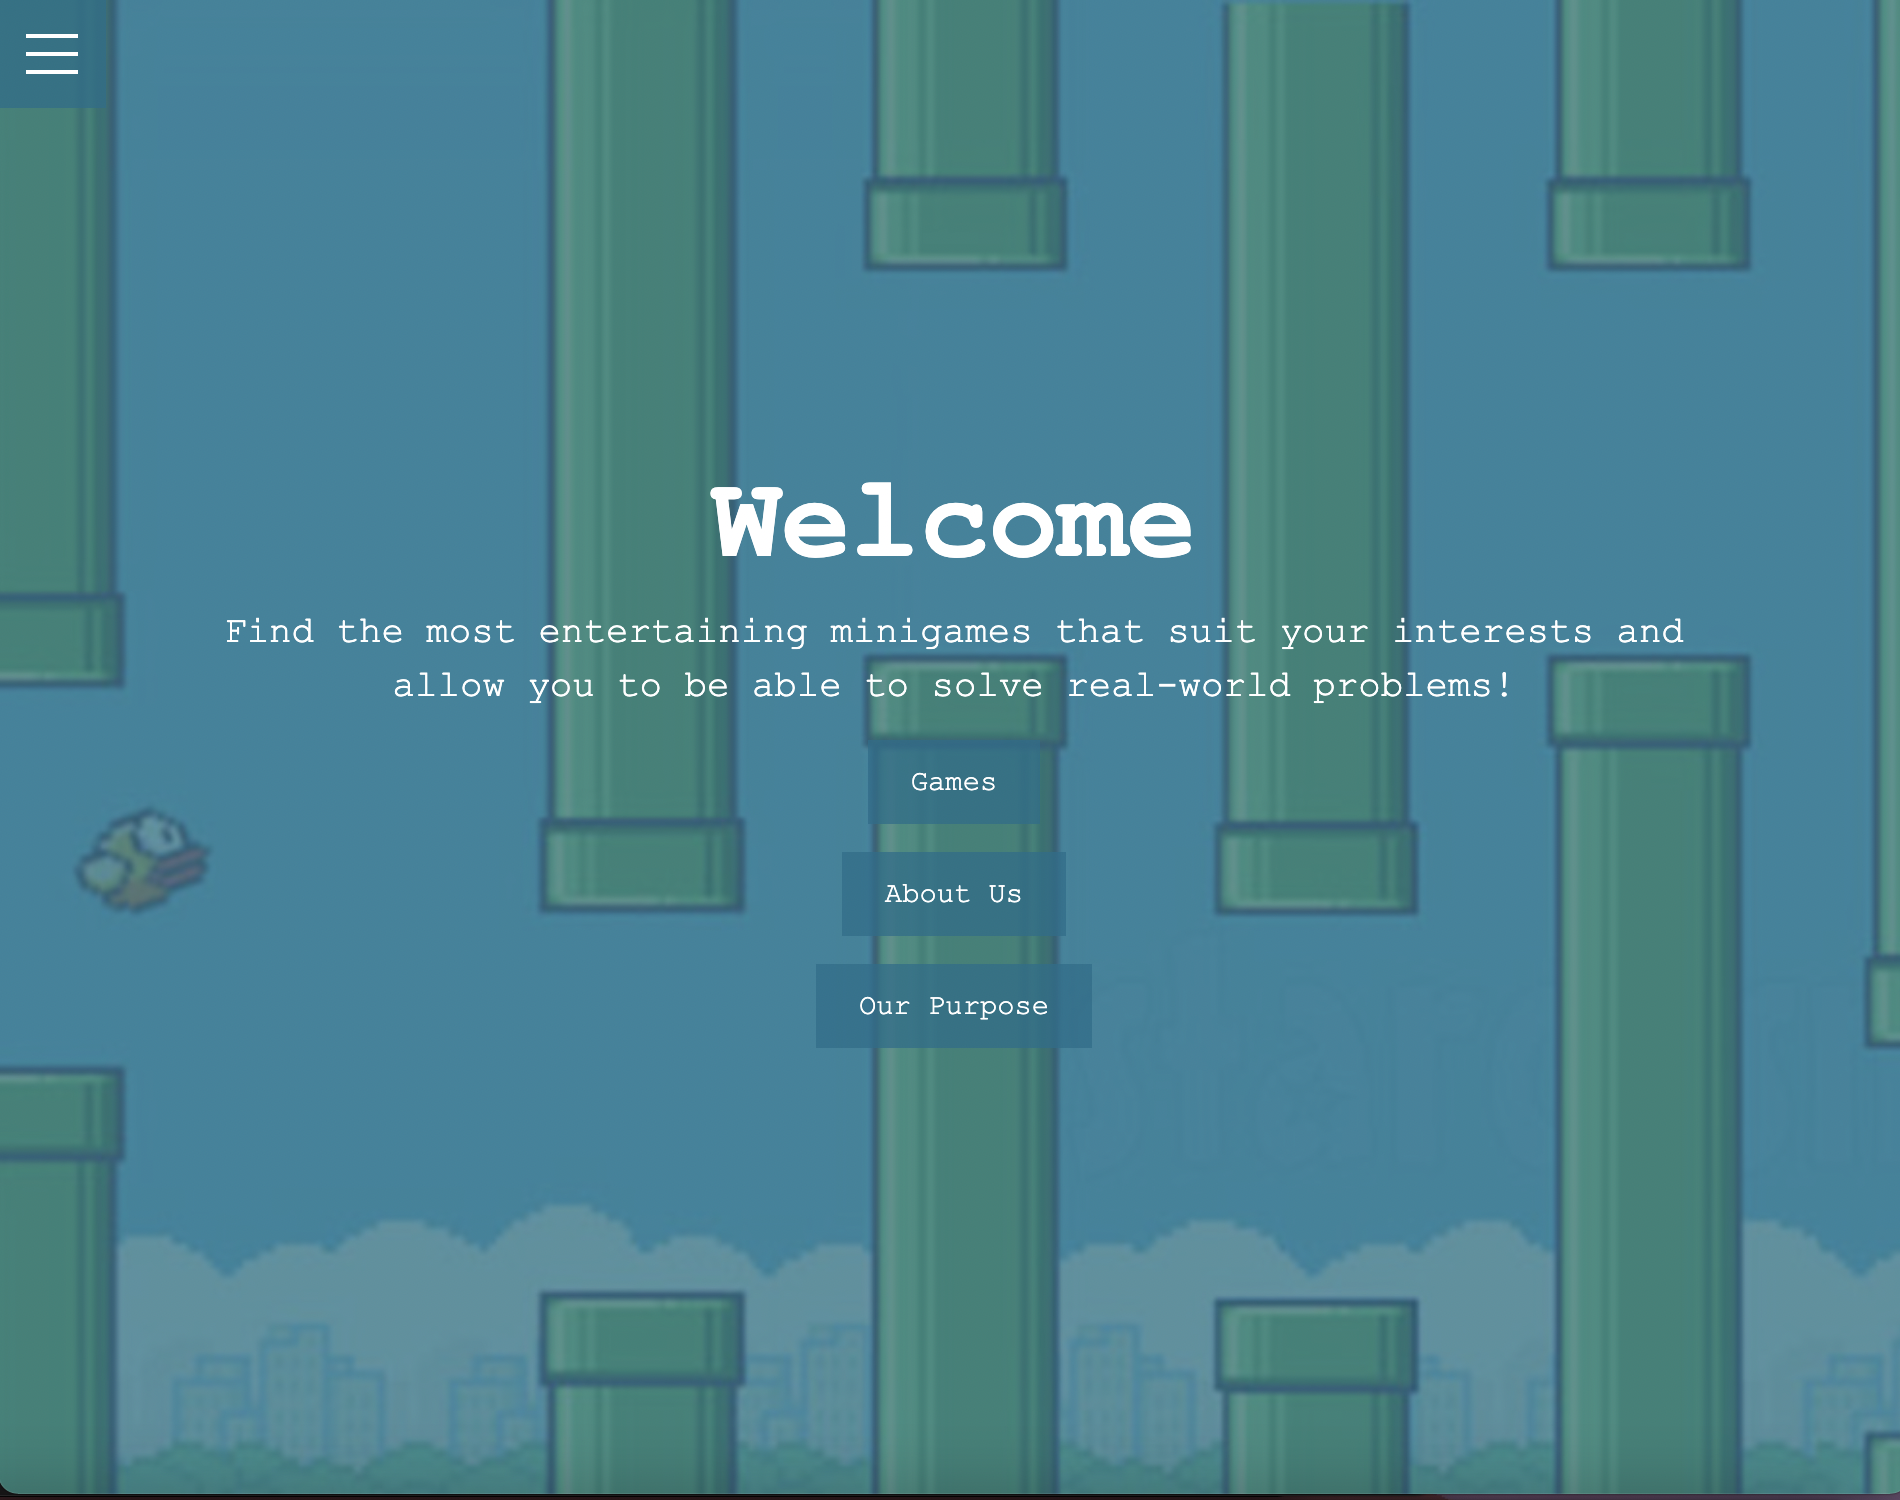 Welcome
Find the most entertaining minigames that suit your interests and
allow you to be able to solve real-world problems!
Games
About Us
Our Purpose